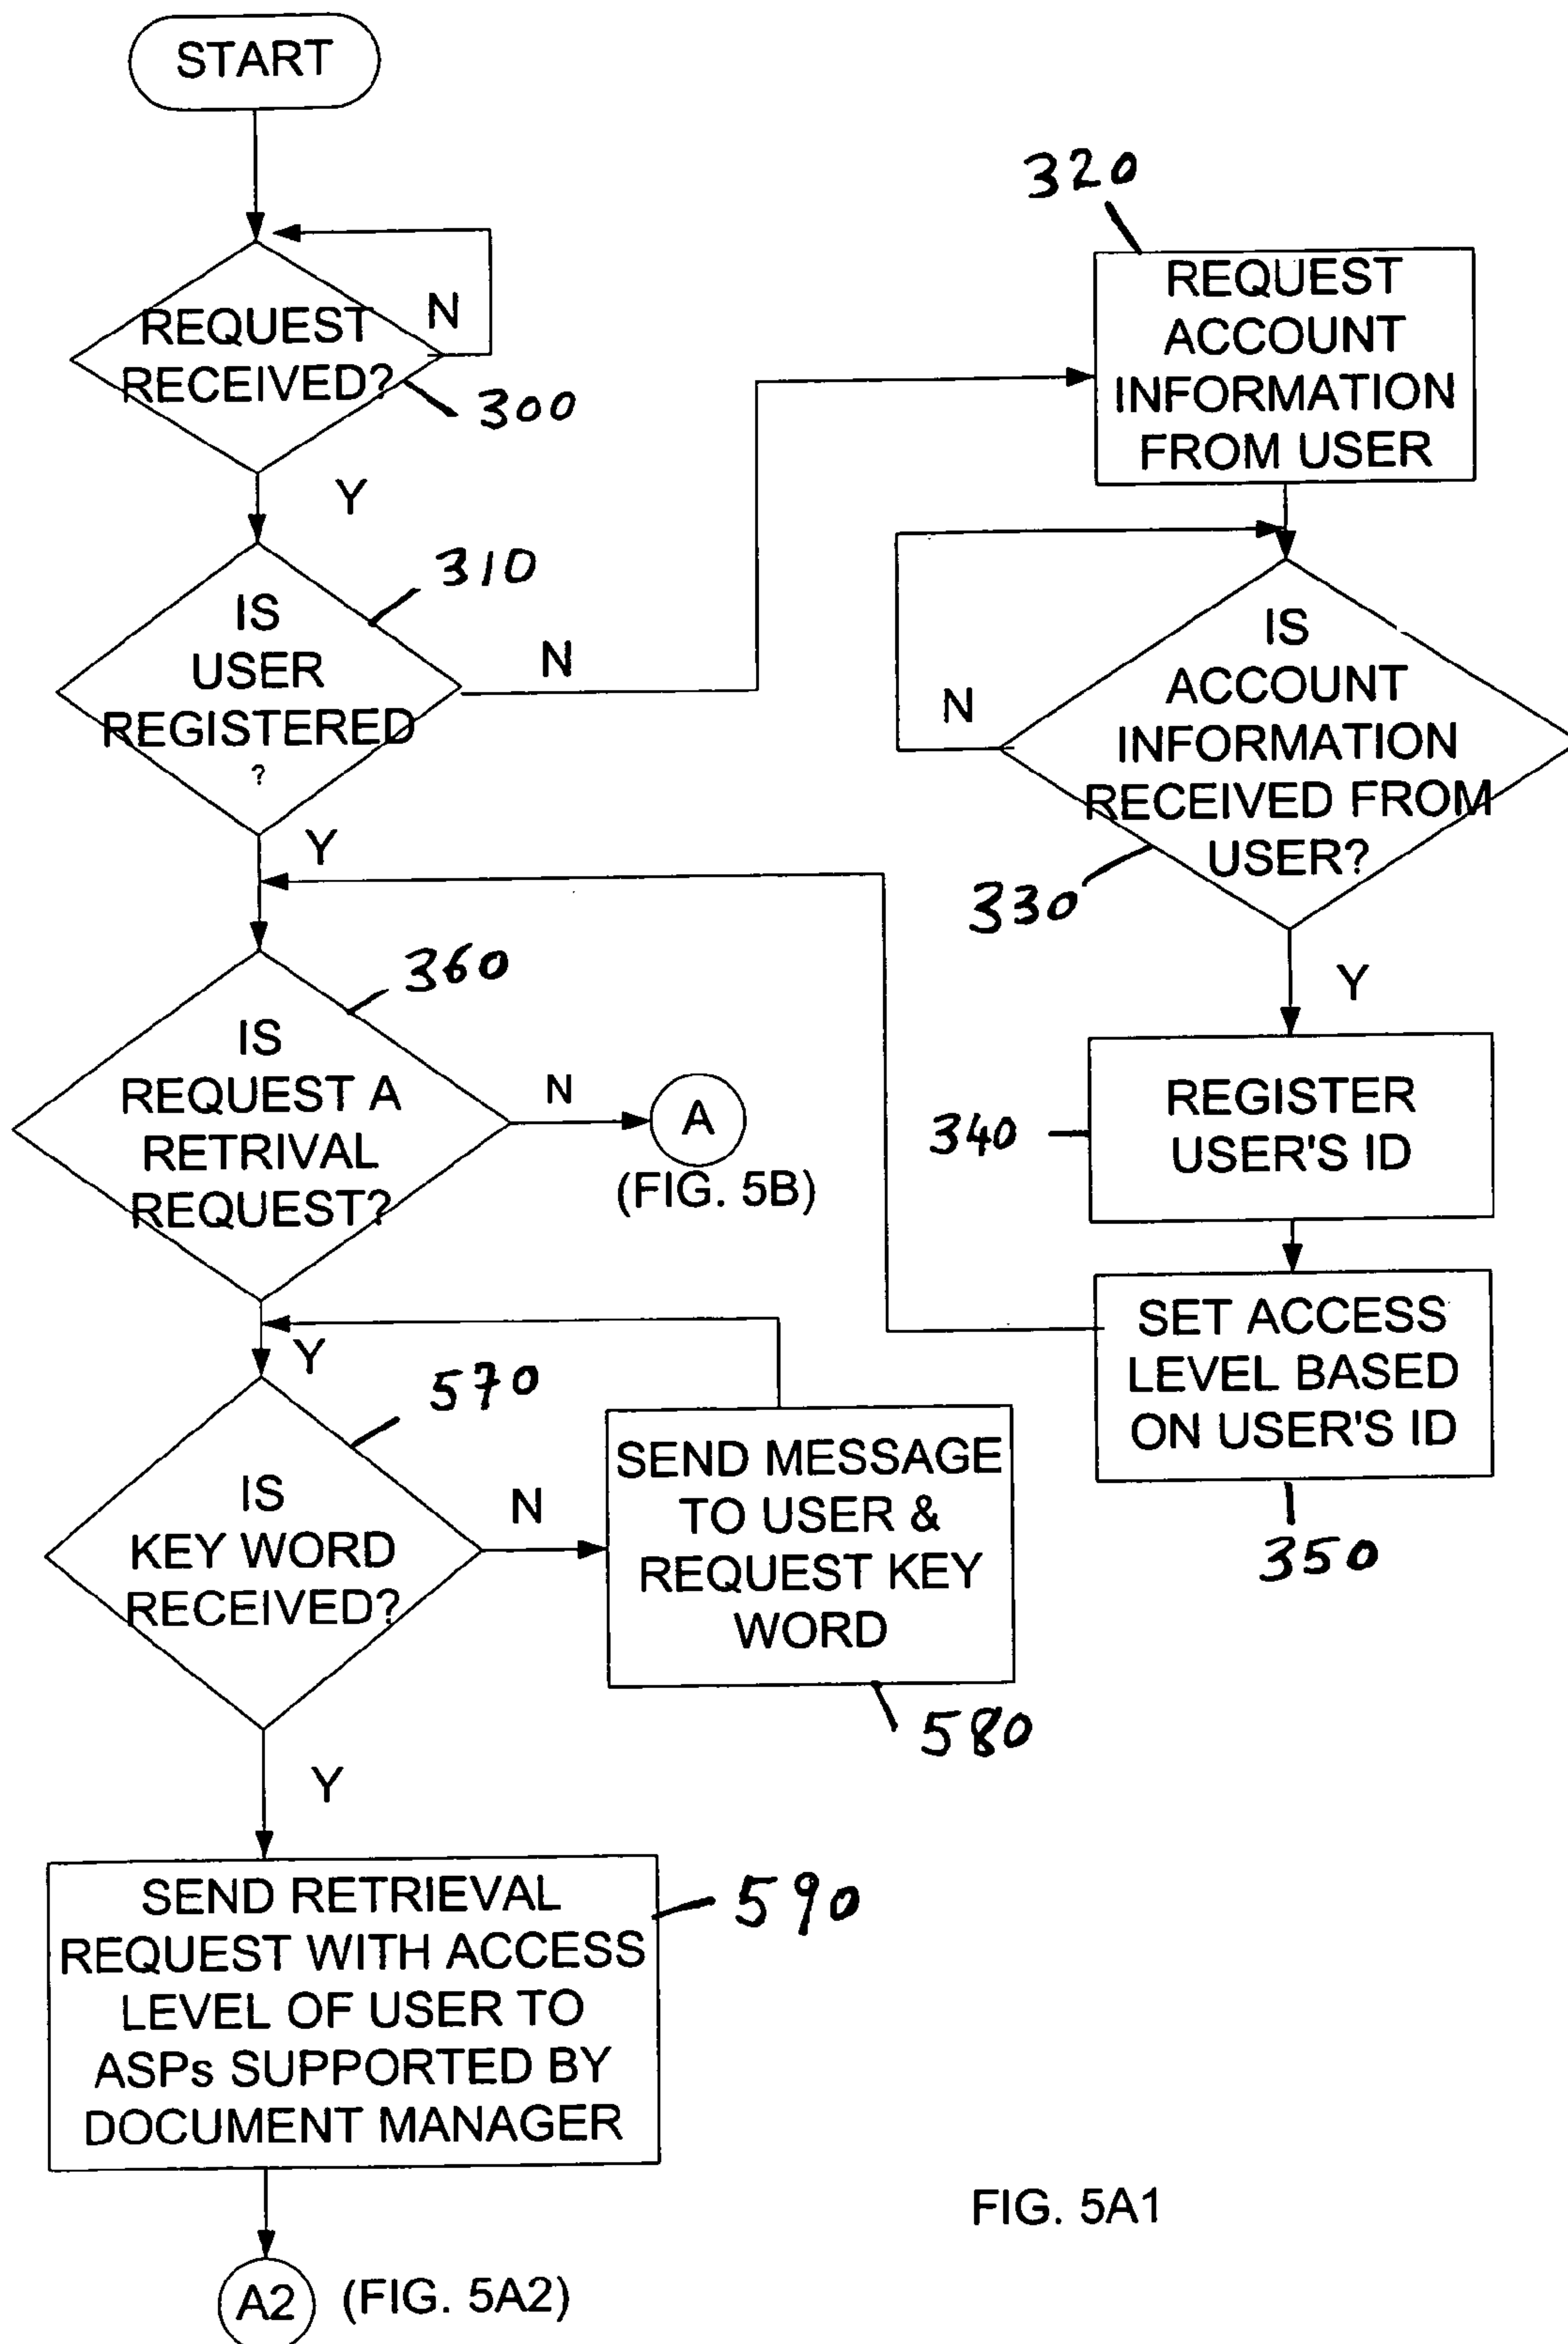 START
REQUEST
RECEIVED?
N
300
Y
IS
USER
REGISTERED
?
310
N
Y
320
REQUEST
ACCOUNT
INFORMATION
FROM USER
IS
ACCOUNT
INFORMATION
RECEIVED FROM
USER?
N
330
Y
340
REGISTER
USER'S ID
SET ACCESS
LEVEL BASED
ON USER'S ID
350
360
IS
REQUEST A
RETRIVAL
REQUEST?
N
A
(FIG. 5B)
Y
570
IS
KEY WORD
RECEIVED?
N
SEND MESSAGE
TO USER &
REQUEST KEY
WORD
580
Y
SEND RETRIEVAL
REQUEST WITH ACCESS
LEVEL OF USER TO
ASPs SUPPORTED BY
DOCUMENT MANAGER
590
A2
(FIG. 5A2)
FIG. 5A1